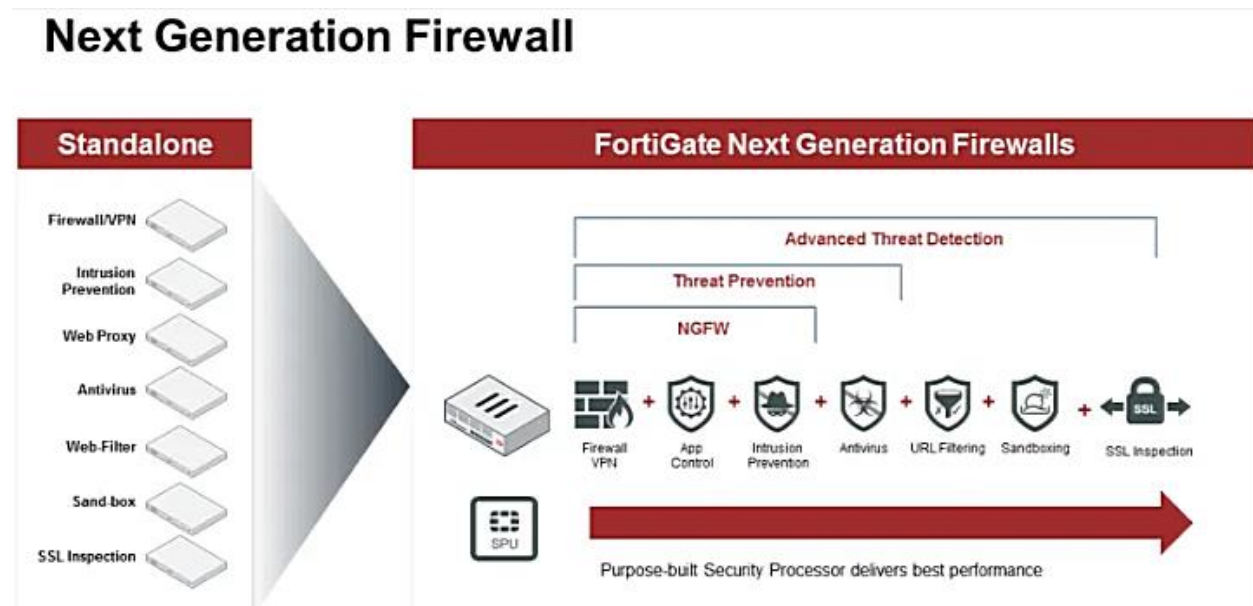 Next Generation Firewall
Standalone
Firewall/VPN
Intrusion
Prevention
Web Proxy
Antivirus
Web-Filter
Sand-box
SSL Inspection
FortiGate Next Generation Firewalls
Advanced Threat Detection
Threat Prevention
NGFW
SSL
Firewall
VPN
App
Control
Intrusion
Prevention
Antivirus
URL Filtering
Sandboxing
SSL Inspection
SPU
Purpose-built Security Processor delivers best performance